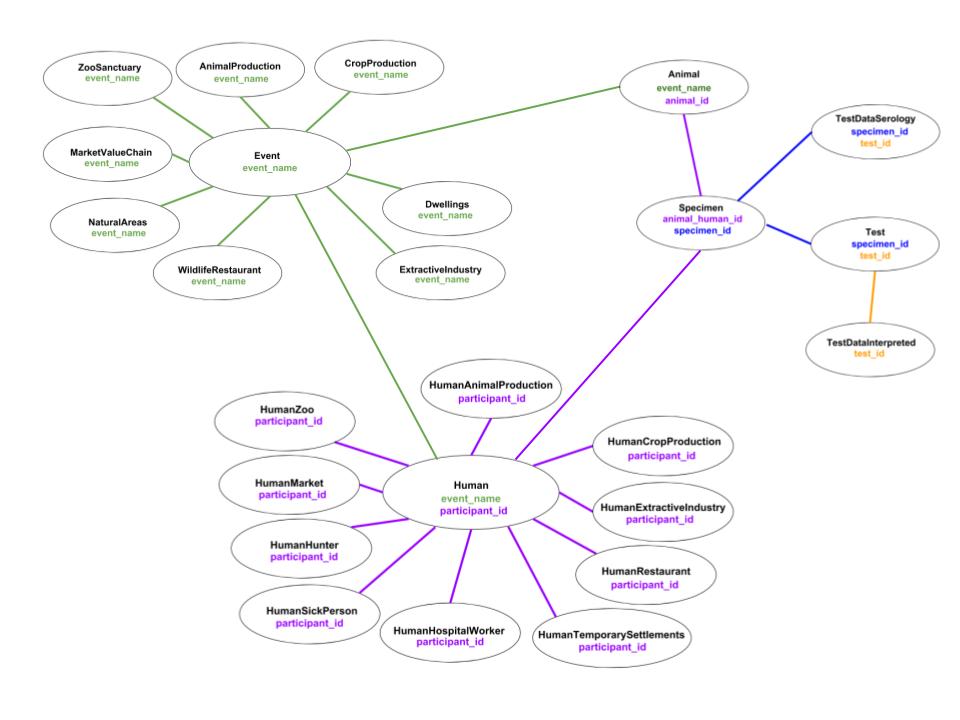 ZooSanctuary
event_name
AnimalProduction
event_name
CropProduction
event_name
Animal
event_name
animal_id
MarketValueChain
event_name
Event
event_name
TestDataSerology
specimen_id
test_id
NaturalAreas
event_name
Dwellings
event_name
Specimen
animal_human_id
specimen_id
Test
specimen_id
test_id
WildlifeRestaurant
event_name
ExtractiveIndustry
event_name
TestDataInterpreted
test_id
HumanAnimalProduction
participant_id
HumanZoo
participant_id
HumanCropProduction
participant_id
HumanMarket
participant_id
Human
event_name
participant_id
HumanExtractiveIndustry
participant_id
HumanHunter
participant_id
HumanRestaurant
participant_id
HumanSickPerson
participant_id
HumanHospitalWorker
participant_id
HumanTemporarySettlements
participant_id